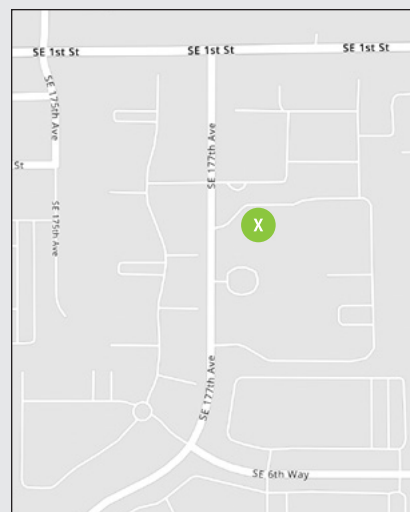 SE 1st St
SE 1st St
SE 1st St
SE 175th Ave
SE 177th Ave
St
SE 175th Ave
X
SE 177th Ave
SE 6th Way